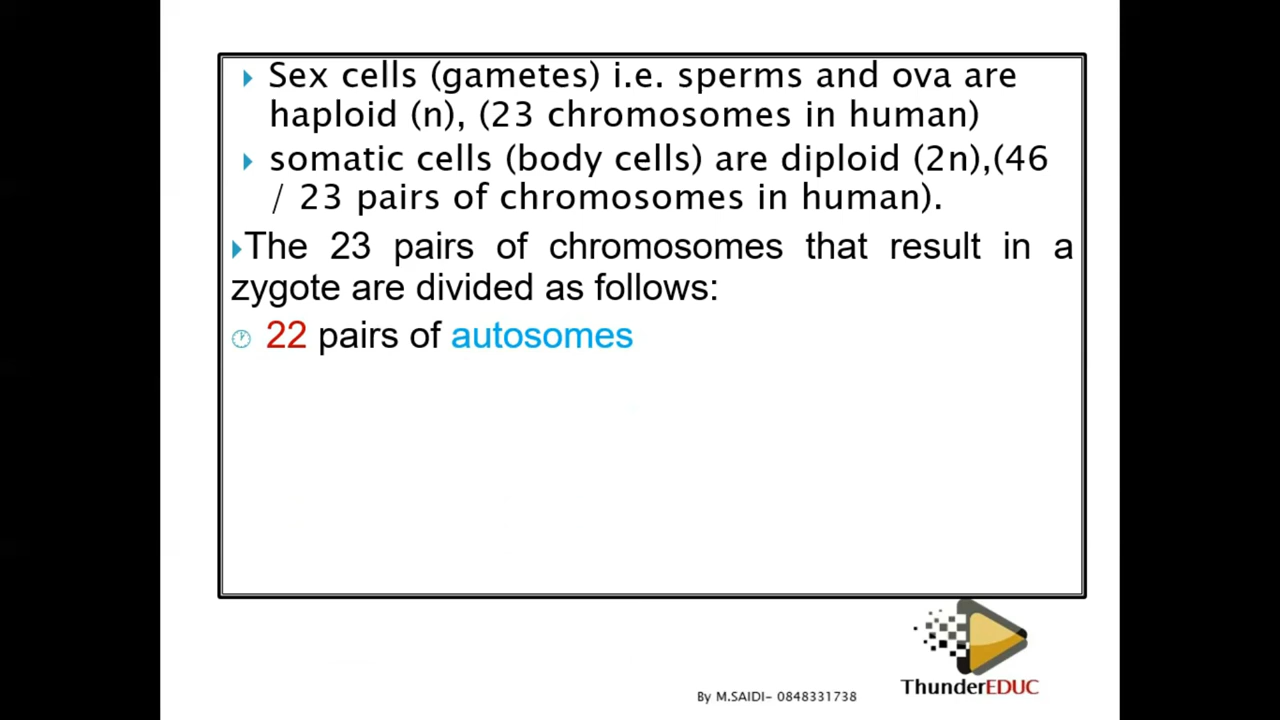 Sex cells (gametes) i.e. sperms and ova are
haploid (n), (23 chromosomes in human)
somatic cells (body cells) are diploid (2n),(46
/ 23 pairs of chromosomes in human).
The 23 pairs of chromosomes that result in a
zygote are divided as follows:
22 pairs of autosomes
By M.SAIDI- 0848331738
ThunderEDUC